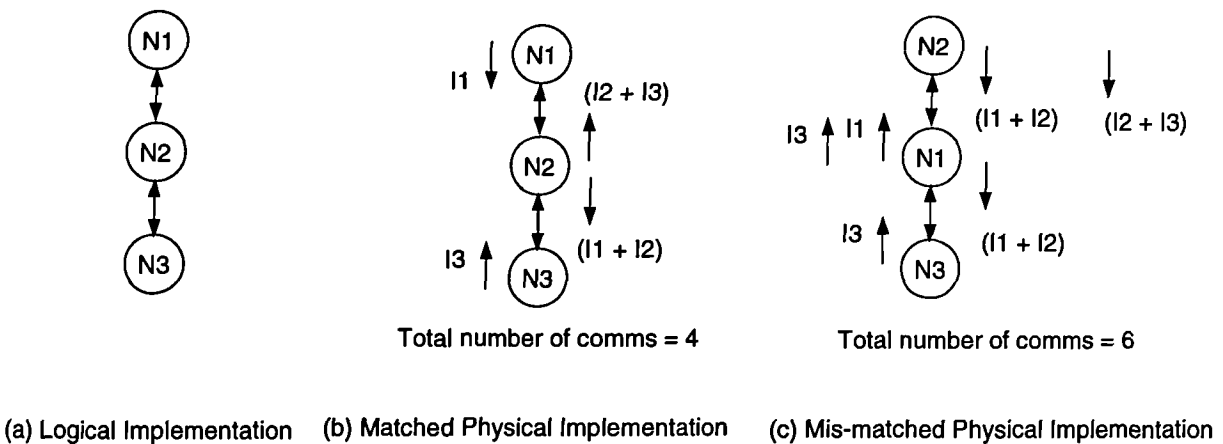 N1
N2
N3
N1
I1
(I2 + I3)
N2
I3
(I1 + I2)
N3
Total number of comms = 4
N2
(I1 + I2)
(I2 + I3)
I3
I1
N1
I3
(I1 + I2)
N3
Total number of comms = 6
(a) Logical Implementation
(b) Matched Physical Implementation
(c) Mis-matched Physical Implementation